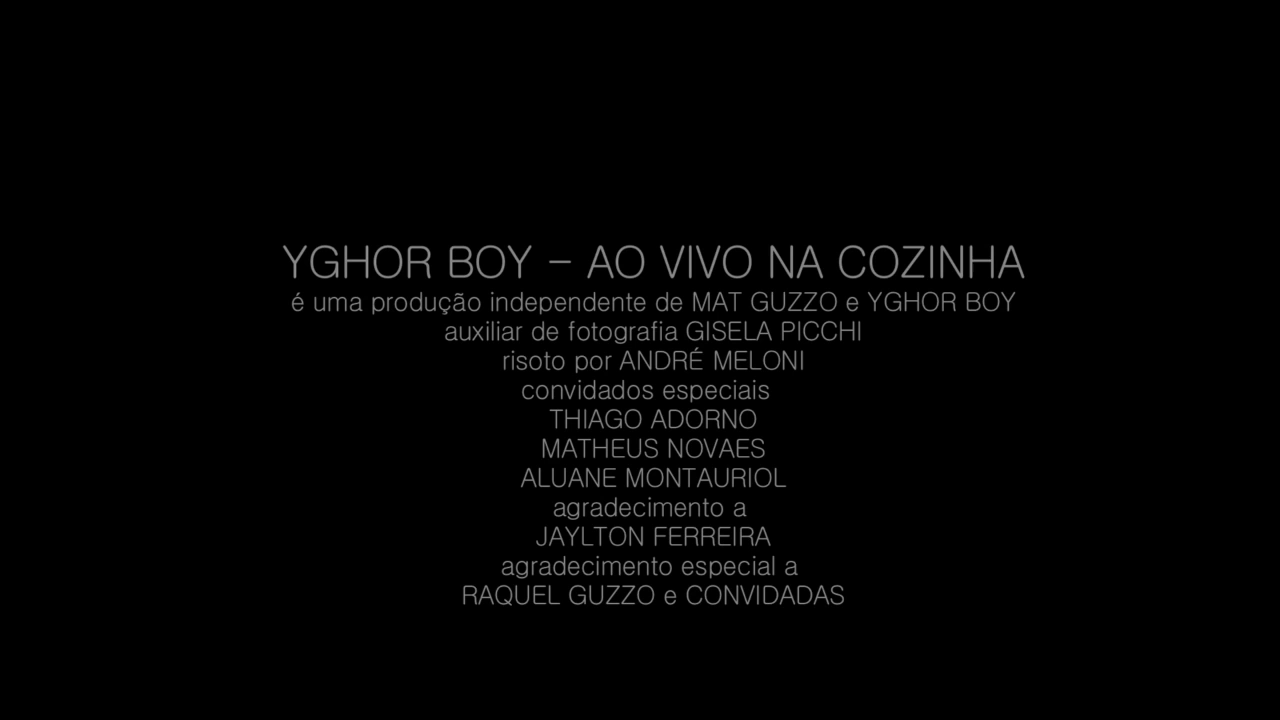 YGHOR BOY – AO VIVO NA COZINHA
é uma produção independente de MAT GUZZO e YGHOR BOY
auxiliar de fotografia GISELA PICCHI
risoto por ANDRÉ MELONI
convidados especiais
THIAGO ADORNO
MATHEUS NOVAES
ALUANE MONTAURIOL
agradecimento a
JAYLTON FERREIRA
agradecimento especial a
RAQUEL GUZZO e CONVIDADAS